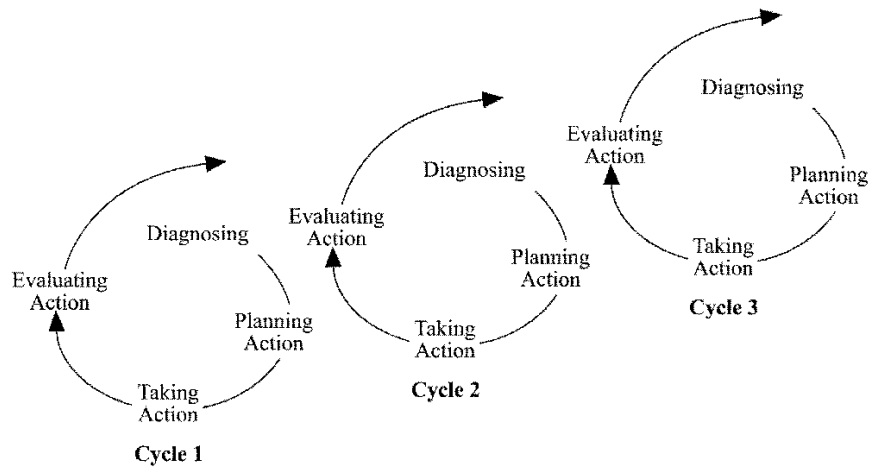 Diagnosing
Planning
Action
Taking
Action
Evaluating
Action
Cycle 1
Diagnosing
Planning
Action
Taking
Action
Evaluating
Action
Cycle 2
Diagnosing
Planning
Action
Taking
Action
Evaluating
Action
Cycle 3